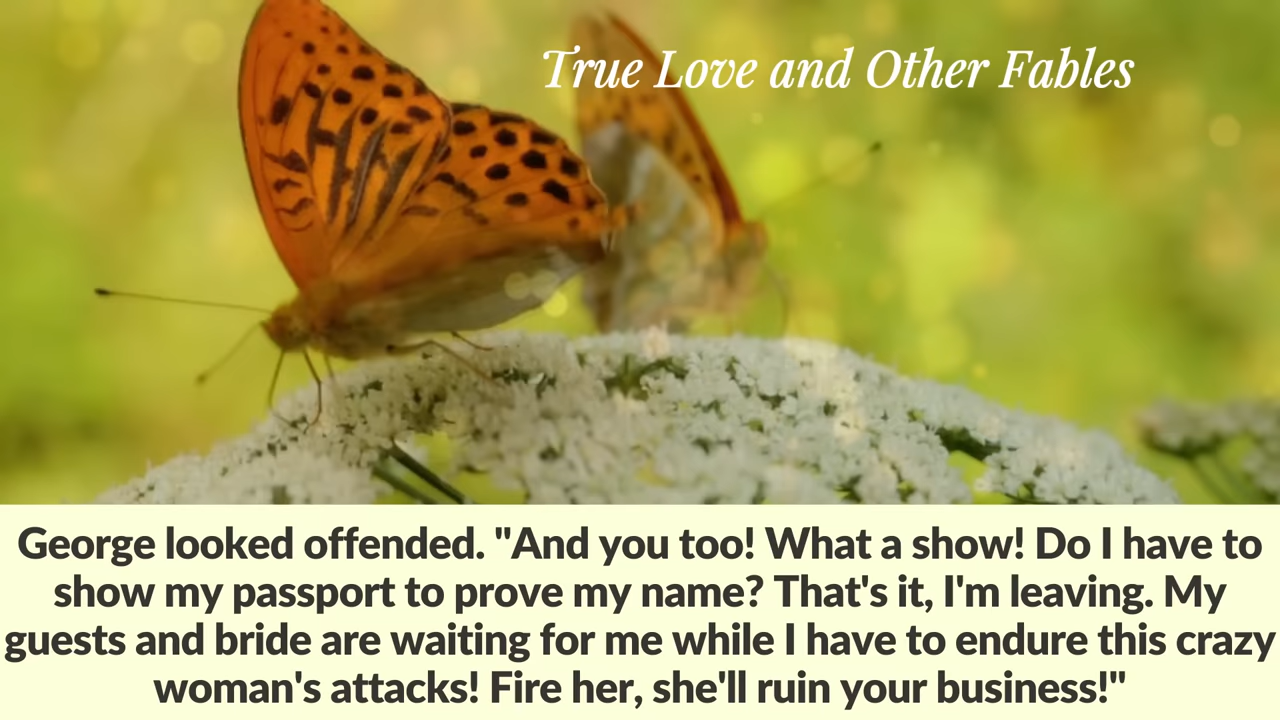 True Love and Other Fables
George looked offended. "And you too! What a show! Do I have to
show my passport to prove my name? That's it, I'm leaving. My
guests and bride are waiting for me while I have to endure this crazy
woman's attacks! Fire her, she'll ruin your business!"